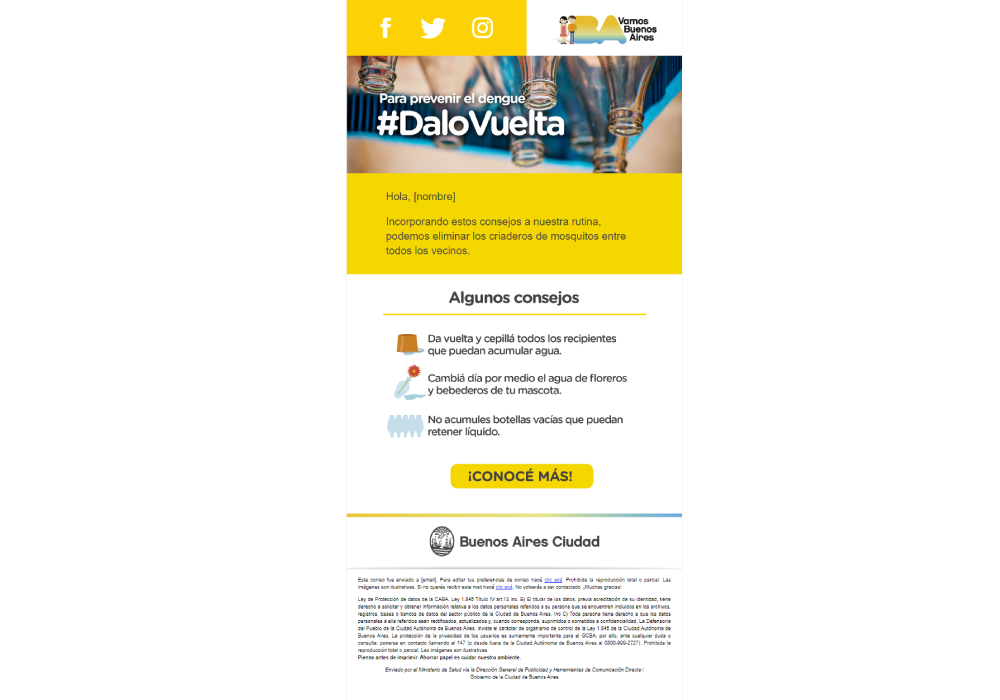 BA Vamos
Buenos
Aires
Para prevenir el dengue
#DaloVuelta
Hola, [nombre]
Incorporando estos consejos a nuestra rutina,
podemos eliminar los criaderos de mosquitos entre
todos los vecinos.
Algunos consejos
Da vuelta y cepillá todos los recipientes
que puedan acumular agua.
Cambiá día por medio el agua de floreros
y bebederos de tu mascota.
No acumules botellas vacías que puedan
retener líquido.
¡CONOCÉ MÁS!
Buenos Aires Ciudad
Este correo fue enviado a [email]. Para editar tus preferencias de correo hacé clic acá. Prohibida la reproducción total o parcial. Las
imágenes son ilustrativas. Si no querés recibir este mail hacé clic acá. No volverás a ser contactado. ¡Muchas gracias!
Ley de Protección de datos de la CABA. Ley 1.845 Título IV art.13 inc. B) El titular de los datos, previa acreditación de su identidad, tiene
derecho a solicitar y obtener información relativa a los datos personales referidos a su persona que se encuentren incluidos en los archivos,
registros, bases o bancos de datos del sector público de la Ciudad de Buenos Aires. Inc C) Toda persona tiene derecho a que los datos
personales a ella referidos sean rectificados, actualizados y, cuando corresponda, suprimidos o sometidos a confidencialidad. La Defensoría
del Pueblo de la Ciudad Autónoma de Buenos Aires, inviste el carácter de organismo de control de la Ley 1.845 de la Ciudad Autónoma de
Buenos Aires. La protección de la privacidad de los usuarios es sumamente importante para el GCBA, por ello, ante cualquier duda o
consulta, ponerse en contacto llamando al 147 (o desde fuera de la Ciudad Autónoma de Buenos Aires al 0800-999-2727). Prohibida la
reproducción total o parcial. Las imágenes son ilustrativas.
Piense antes de imprimir. Ahorrar papel es cuidar nuestro ambiente.
Enviado por el Ministerio de Salud vía la Dirección General de Publicidad y Herramientas de Comunicación Directa |
Gobierno de la Ciudad de Buenos Aires